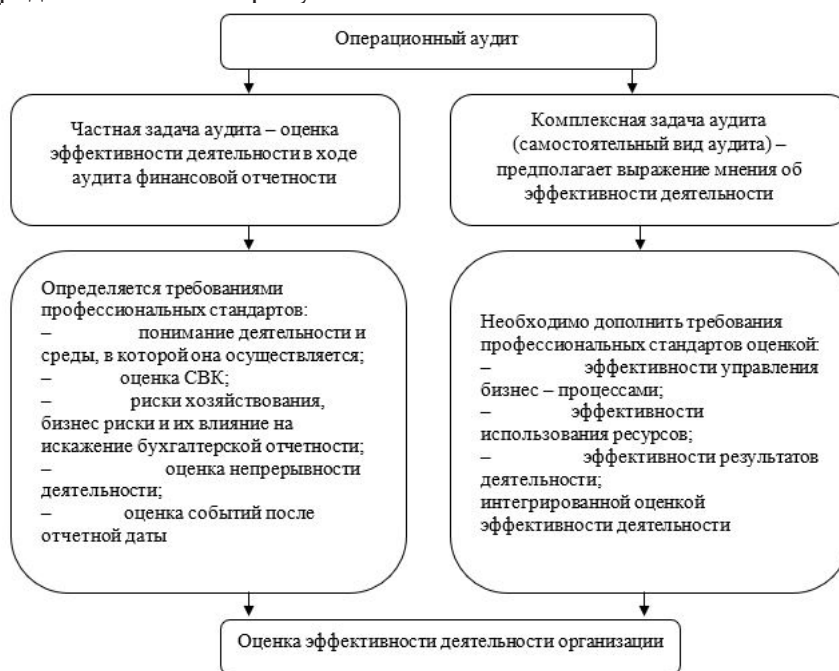 Операционный аудит
Частная задача аудита – оценка
эффективности деятельности в ходе
аудита финансовой отчетности
Комплексная задача аудита
(самостоятельный вид аудита) –
предполагает выражение мнения об
эффективности деятельности
Определяется требованиями
профессиональных стандартов:
– понимание деятельности и
среды, в которой она осуществляется;
– оценка СВК;
– риски хозяйствования,
бизнес риски и их влияние на
искажение бухгалтерской отчетности;
– оценка непрерывности
деятельности;
– оценка событий после
отчетной даты
Необходимо дополнить требования
профессиональных стандартов оценкой:
– эффективности управления
бизнес – процессами;
– эффективности
использования ресурсов;
– эффективности результатов
деятельности;
интегрированной оценкой
эффективности деятельности
Оценка эффективности деятельности организации